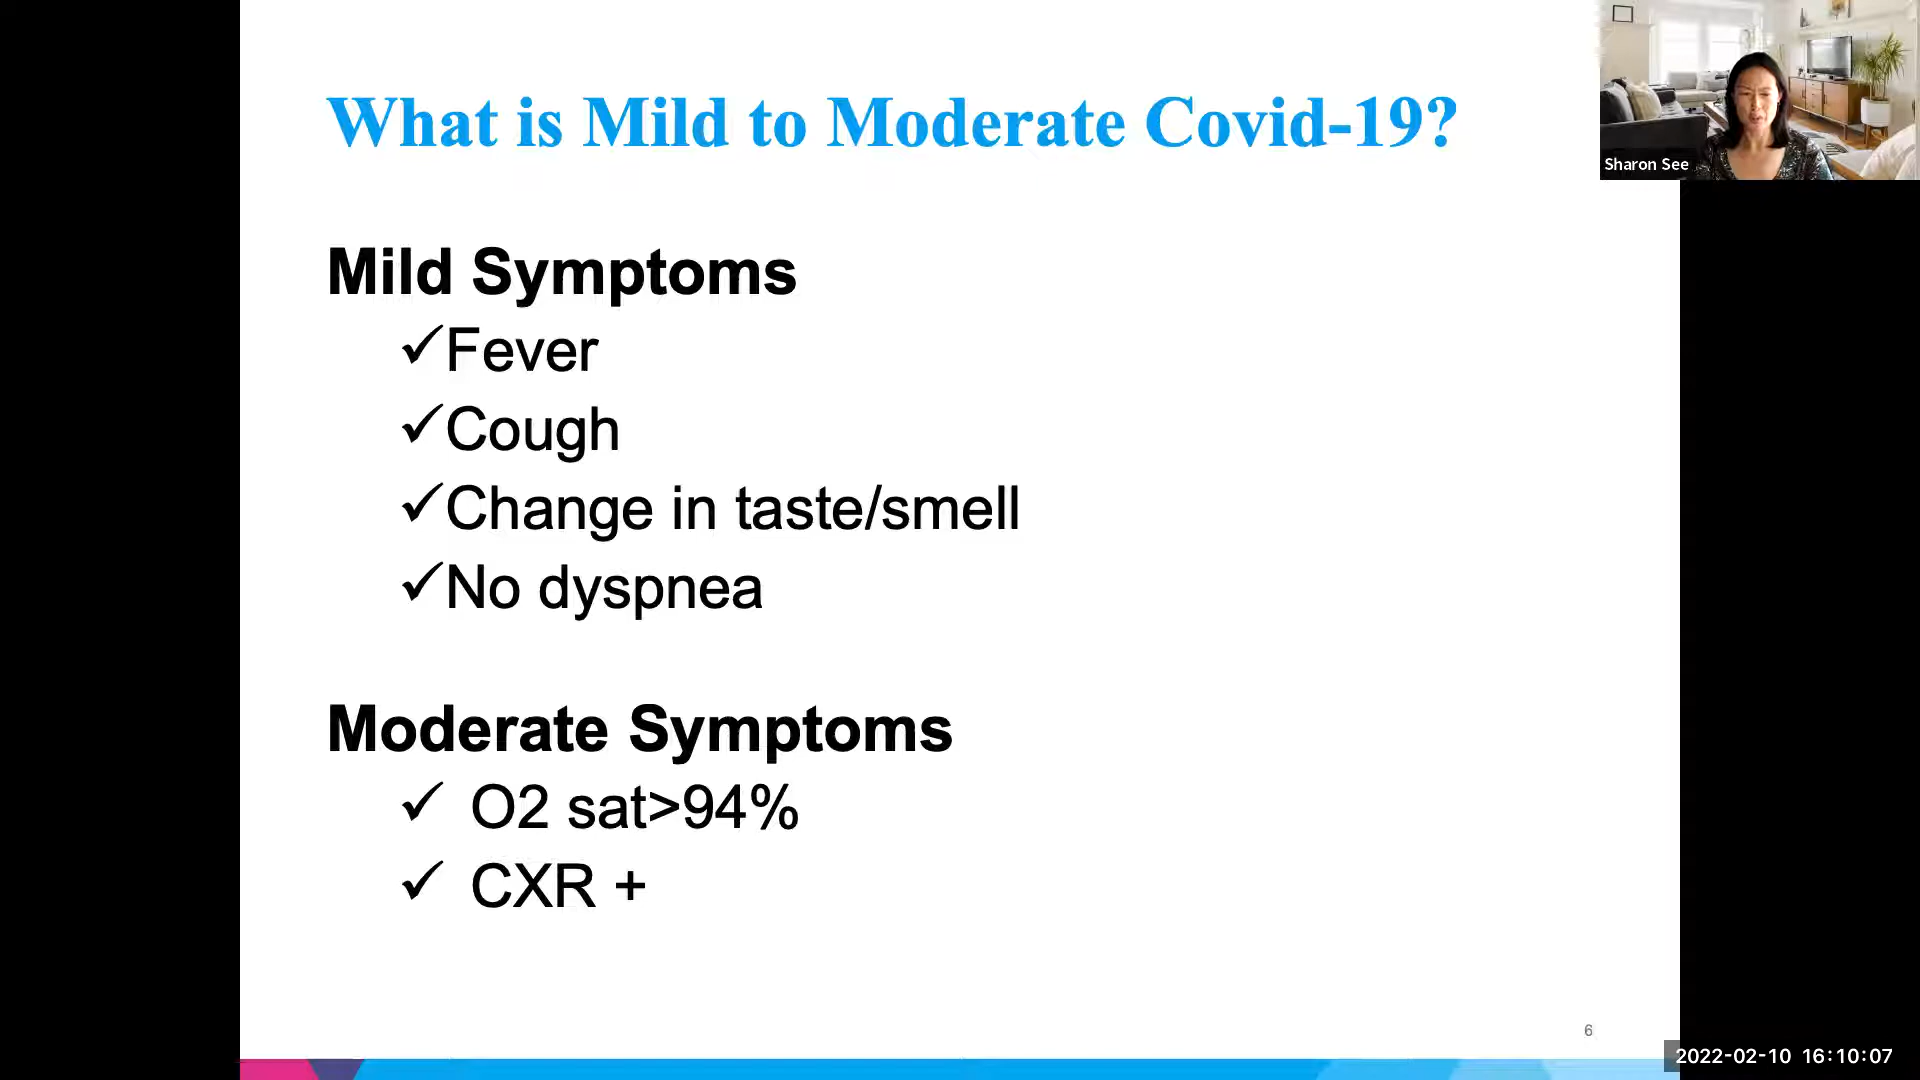 What is Mild to Moderate Covid-19?
Sharon See
Mild Symptoms
✓Fever
✓Cough
✓Change in taste/smell
✓No dyspnea
Moderate Symptoms
✓ O2 sat>94%
✓ CXR +
6
2022-02-10 16:10:07